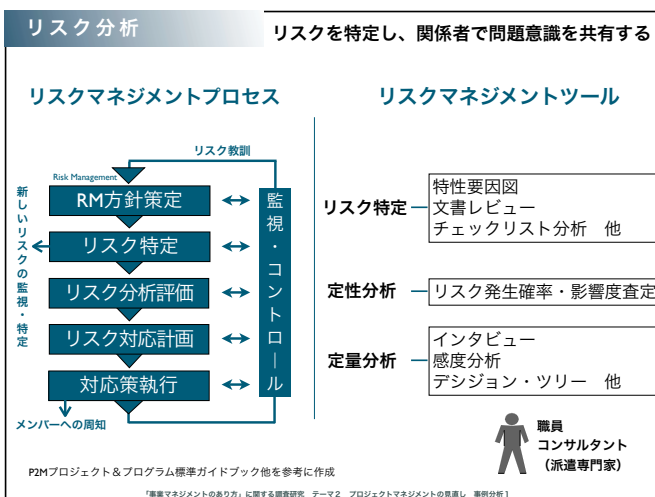 リスク分析
リスクを特定し、関係者で問題意識を共有する
リスクマネジメントプロセス
リスク教訓
Risk Management
RM方針策定
リスク特定
リスク分析評価
リスク対応計画
対応策執行
監視・コントロール
新しいリスクの監視・特定
メンバーへの周知
リスクマネジメントツール
リスク特定
特性要因図
文書レビュー
チェックリスト分析 他
定性分析
リスク発生確率・影響度査定
定量分析
インタビュー
感度分析
デシジョン・ツリー 他
職員
コンサルタント
（派遣専門家）
P2Mプロジェクト＆プログラム標準ガイドブック他を参考に作成
「事業マネジメントのあり方」に関する調査研究 テーマ２ プロジェクトマネジメントの見直し 事例分析１